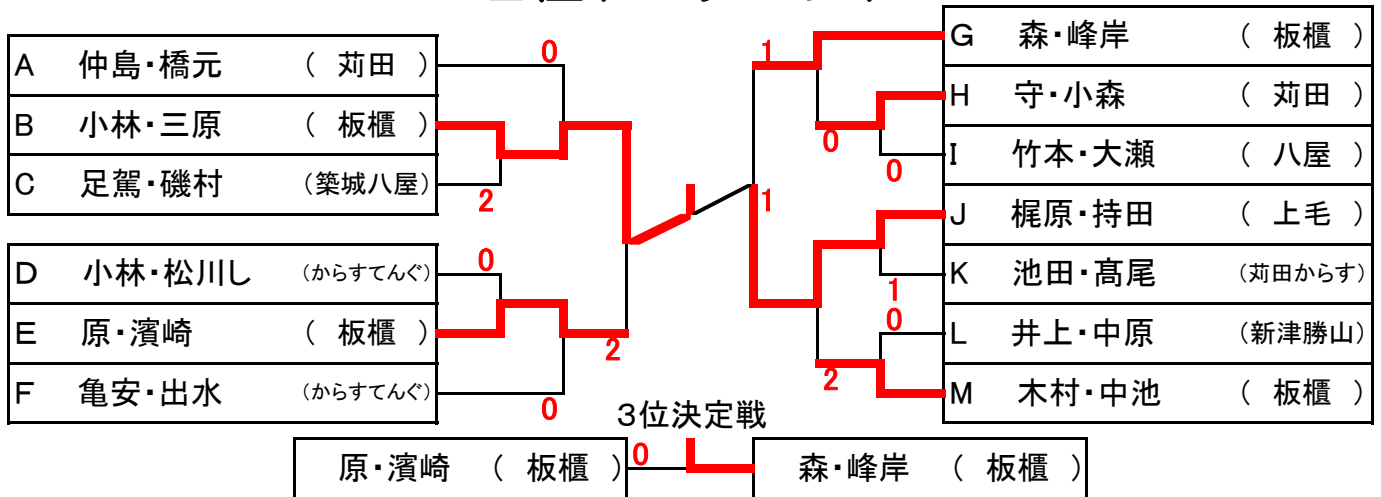 A 仲島・橋元 ( 苅田 )
B 小林・三原 ( 板櫃 )
C 足駕・磯村 (築城八屋)
0
2
D 小林・松川し (からすてんぐ)
E 原・濱崎 ( 板櫃 )
F 亀安・出水 (からすてんぐ)
0
2
0
1
1
G 森・峰岸 ( 板櫃 )
H 守・小森 ( 苅田 )
I 竹本・大瀬 ( 八屋 )
0
0
J 梶原・持田 ( 上毛 )
K 池田・髙尾 (苅田からす)
L 井上・中原 (新津勝山)
M 木村・中池 ( 板櫃 )
1
0
2
3位決定戦
原・濱崎 ( 板櫃 ) 0 森・峰岸 ( 板櫃 )